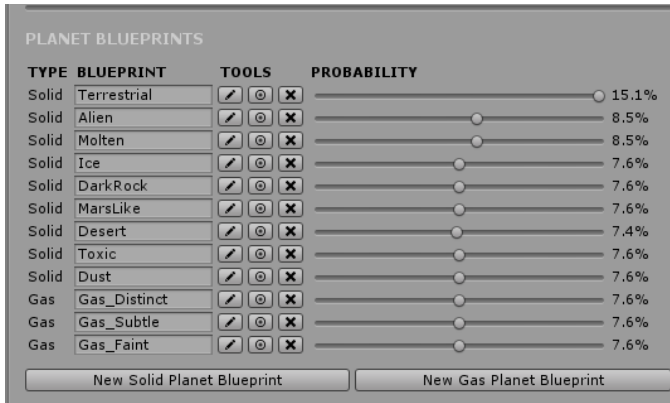 PLANET BLUEPRINTS
TYPE BLUEPRINT TOOLS PROBABILITY
Solid Terrestrial 15.1%
Solid Alien 8.5%
Solid Molten 8.5%
Solid Ice 7.6%
Solid DarkRock 7.6%
Solid MarsLike 7.6%
Solid Desert 7.4%
Solid Toxic 7.6%
Solid Dust 7.6%
Gas Gas_Distinct 7.6%
Gas Gas_Subtle 7.6%
Gas Gas_Faint 7.6%
New Solid Planet Blueprint New Gas Planet Blueprint